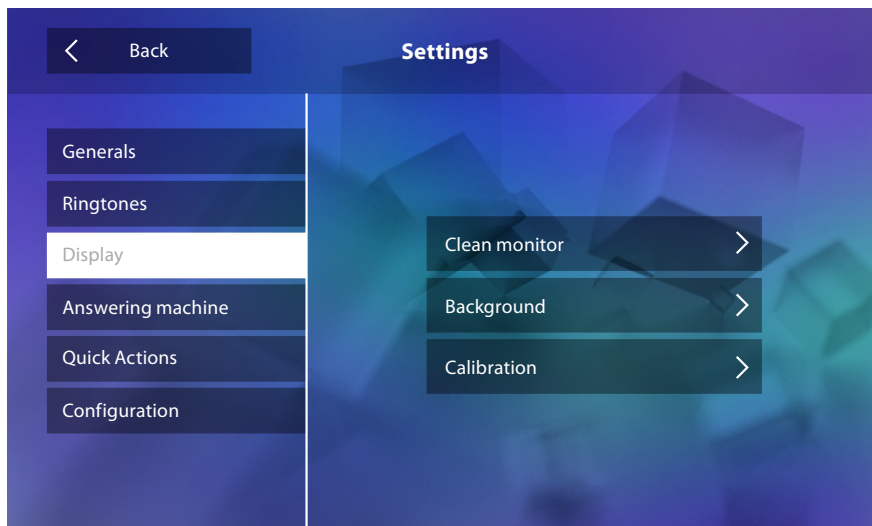 Back
Settings
Generals
Ringtones
Display
Answering machine
Quick Actions
Configuration
Clean monitor
Background
Calibration